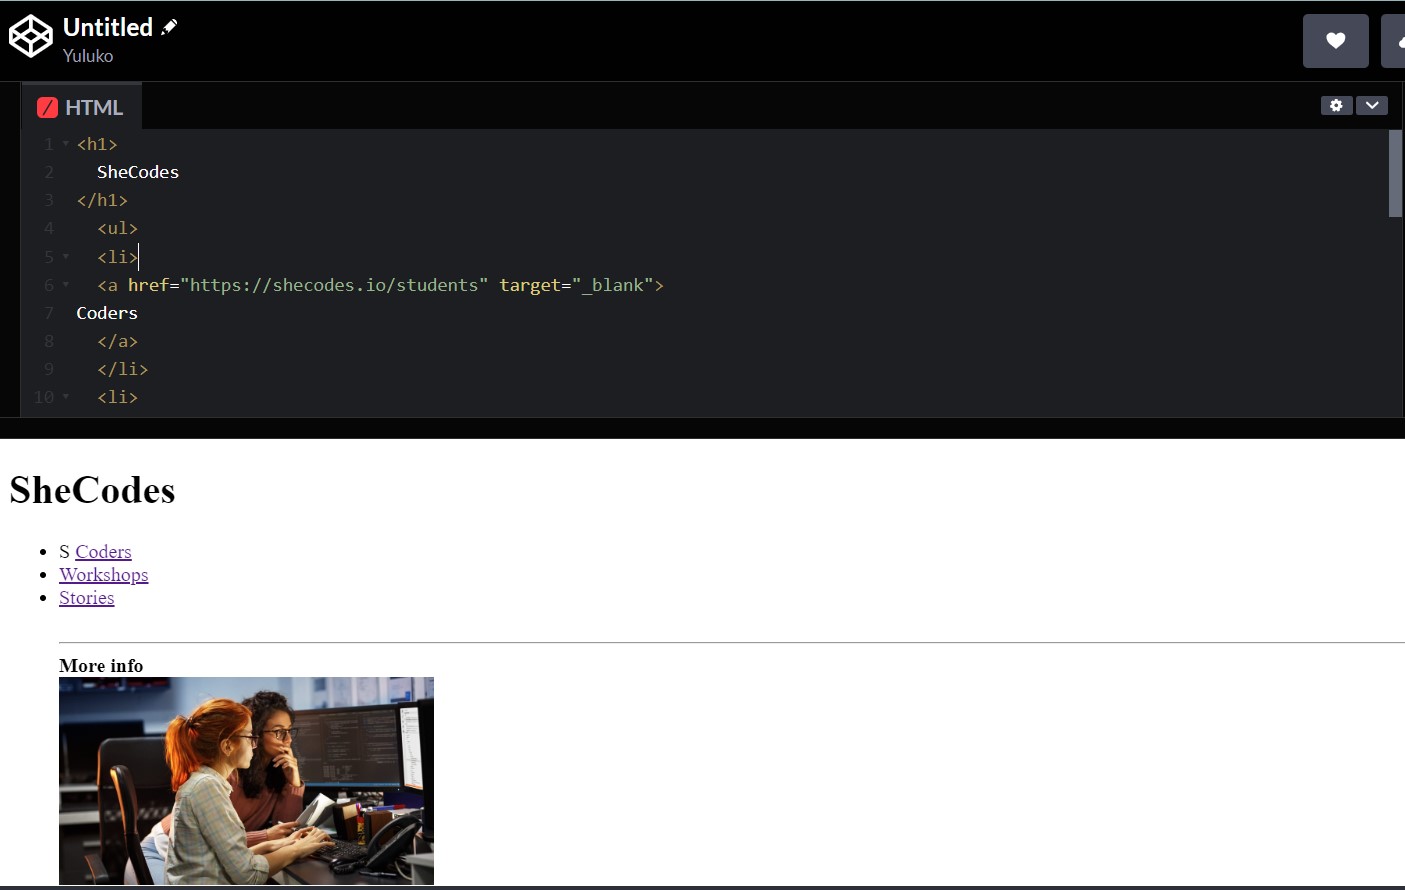 Untitled
Yuluko
HTML
1 <h1>
2 SheCodes
3 </h1>
4 <ul>
5 <li>
6 <a href="https://shecodes.io/students" target="_blank">
7 Coders
8 </a>
9 </li>
10 <li>
SheCodes
S Coders
Workshops
Stories
More info